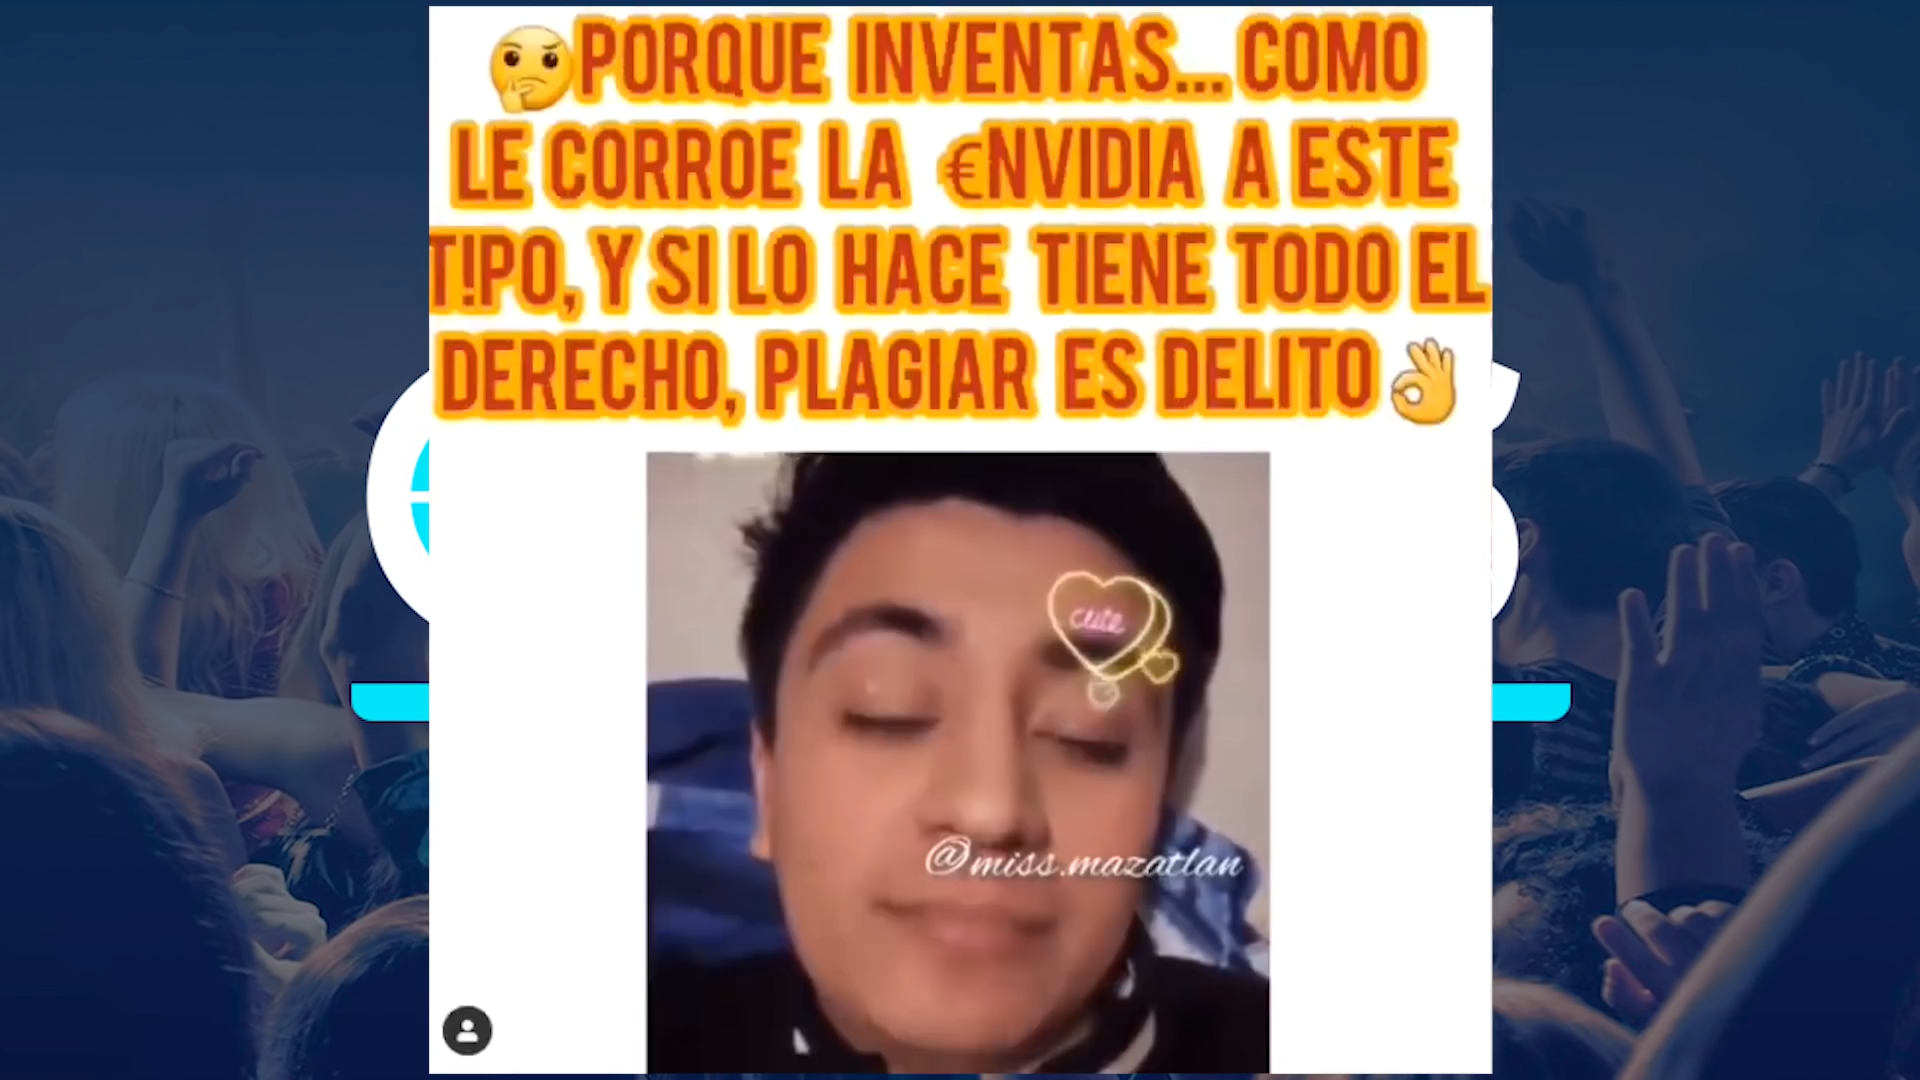 🤔PORQUE INVENTAS... COMO
LE CORROE LA €NVIDIA A ESTE
T!PO, Y SI LO HACE TIENE TODO EL
DERECHO, PLAGIAR ES DELITO👌
cute
@miss.mazatlan